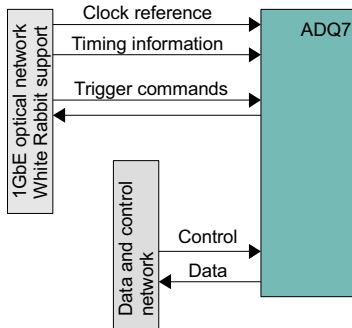 Clock reference
ADQ7
Timing information
Trigger commands
1GbE optical network
White Rabbit support
Control
Data
Data and control
network